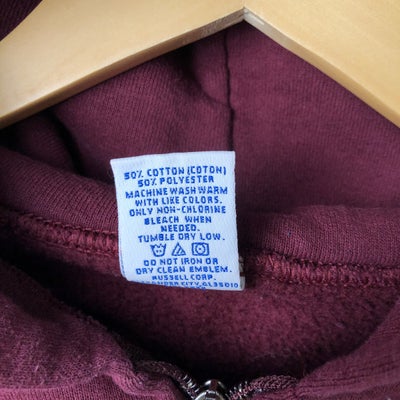 50% COTTON (COTON)
50% POLYESTER
MACHINE WASH WARM
WITH LIKE COLORS.
ONLY NON-CHLORINE
BLEACH WHEN
NEEDED.
TUMBLE DRY LOW.
DO NOT IRON OR
DRY CLEAN EMBLEM.
RUSSELL CORP.
CITY,